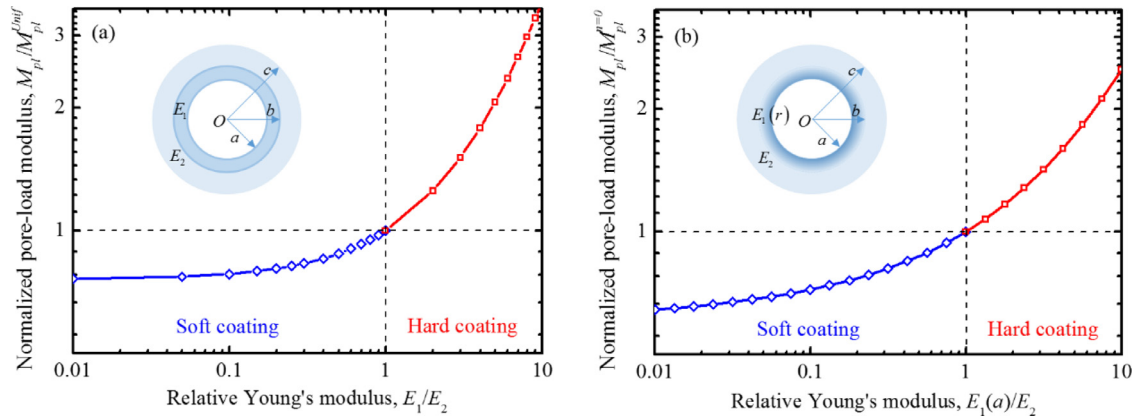 (a)
Normalized pore-load modulus, M_pl/M_pl^Unif
3
2
1
c
E₁
O
b
a
E₂
Soft coating
Hard coating
0.01
0.1
1
10
Relative Young's modulus, E₁/E₂
(b)
Normalized pore-load modulus, M_pl/M_pl^n=0
3
2
1
c
E₁(r)
O
b
a
E₂
Soft coating
Hard coating
0.01
0.1
1
10
Relative Young's modulus, E₁(a)/E₂